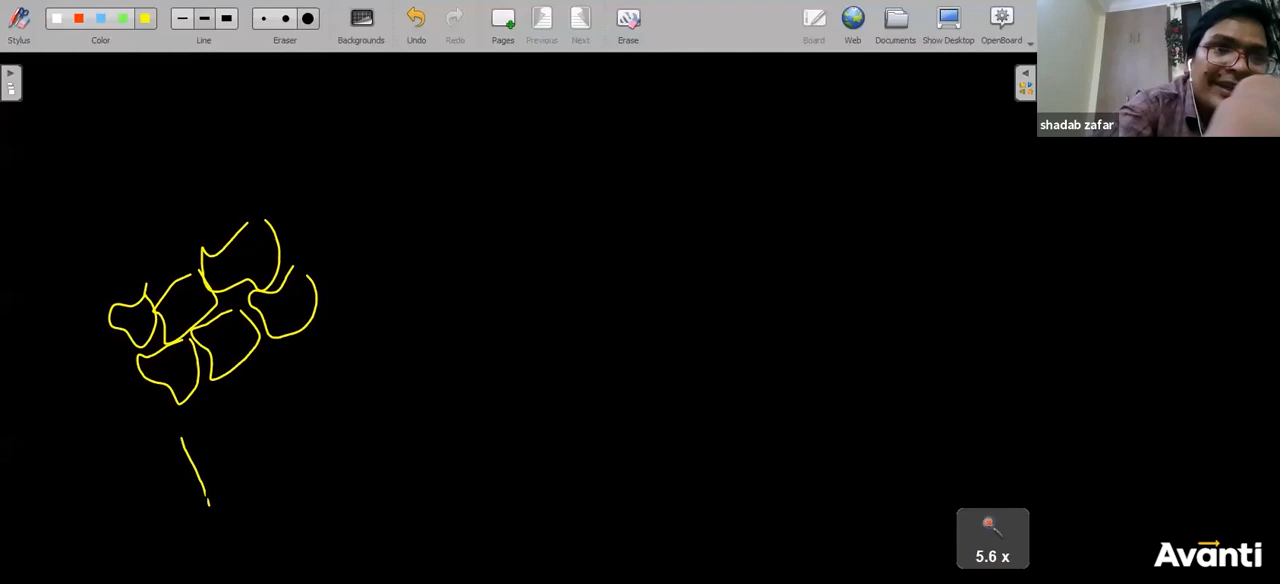 Stylus
Color
Line
Eraser
Backgrounds
Undo
Redo
Pages
Previous
Next
Erase
Board
Web
Documents
Show Desktop
OpenBoard
shadab zafar
5.6 x
Avanti